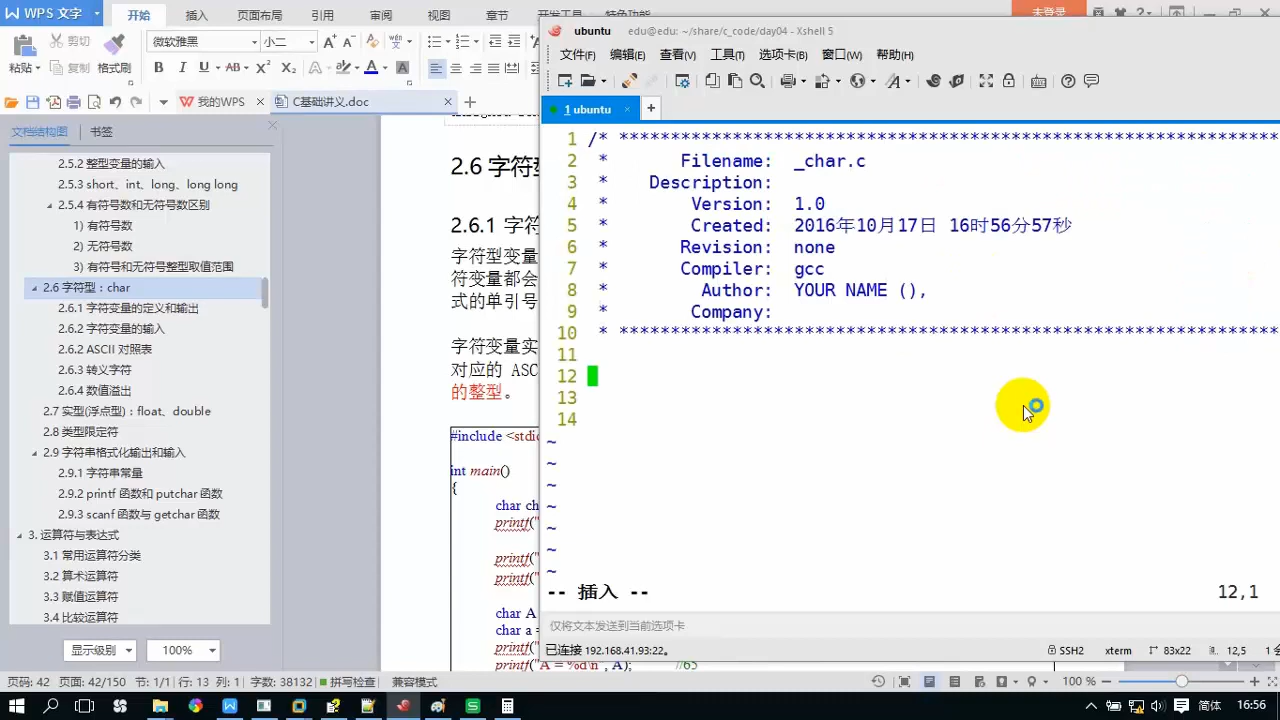 WPS 文字
开始 插入 页面布局 引用 审阅 视图 章节 开发工具 特色功能
未登录
剪切
微软雅黑 小二
粘贴 复制 格式刷
我的WPS
C基础讲义.doc
文档结构图 书签
2.5.2 整型变量的输入
2.5.3 short、int、long、long long
2.5.4 有符号数和无符号数区别
1) 有符号数
2) 无符号数
3) 有符号和无符号整型取值范围
2.6 字符型：char
2.6.1 字符变量的定义和输出
2.6.2 字符变量的输入
2.6.2 ASCII 对照表
2.6.3 转义字符
2.6.4 数值溢出
2.7 实型(浮点型)：float、double
2.8 类型限定符
2.9 字符串格式化输出和输入
2.9.1 字符串常量
2.9.2 printf 函数和 putchar 函数
2.9.3 scanf 函数与 getchar 函数
3. 运算符与表达式
3.1 常用运算符分类
3.2 算术运算符
3.3 赋值运算符
3.4 比较运算符
显示级别 100%
2.6 字符型
2.6.1 字
字符型变量
符变量都会
式的单引号
字符变量实
对应的 ASC
的整型。
#include <stdio
int main()
{
char ch
printf("
printf("
printf("
char A
char a =
printf("
printf("A = %d\n", A); //65
ubuntu edu@edu: ~/share/c_code/day04 - Xshell 5
文件(F) 编辑(E) 查看(V) 工具(T) 选项卡(B) 窗口(W) 帮助(H)
1 ubuntu
1 /* ******************************************************************
2 * Filename: _char.c
3 * Description:
4 * Version: 1.0
5 * Created: 2016年10月17日 16时56分57秒
6 * Revision: none
7 * Compiler: gcc
8 * Author: YOUR NAME (),
9 * Company:
10 * ******************************************************************
11
12
13
14
~
~
~
~
~
~
~
-- 插入 -- 12,1
仅将文本发送到当前选项卡
已连接 192.168.41.93:22。 SSH2 xterm 83x22 12,5 1
页码: 42 页面: 42/150 节: 1/1 行: 13 列: 1 字数: 38132 拼写检查 兼容模式 100 %
简体 16:56